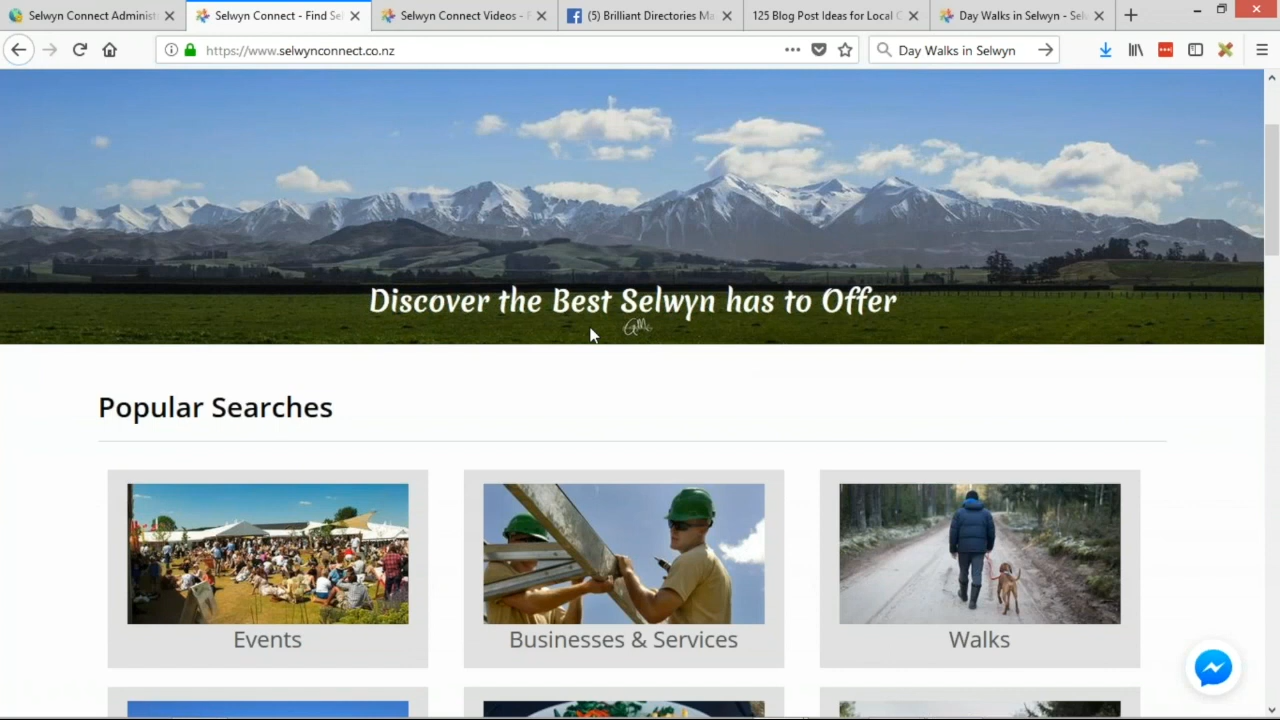 Selwyn Connect Administ
Selwyn Connect - Find Sel
Selwyn Connect Videos - F
(5) Brilliant Directories Ma
125 Blog Post Ideas for Local C
Day Walks in Selwyn - Selw
https://www.selwynconnect.co.nz
Day Walks in Selwyn
Discover the Best Selwyn has to Offer
Popular Searches
Events
Businesses & Services
Walks